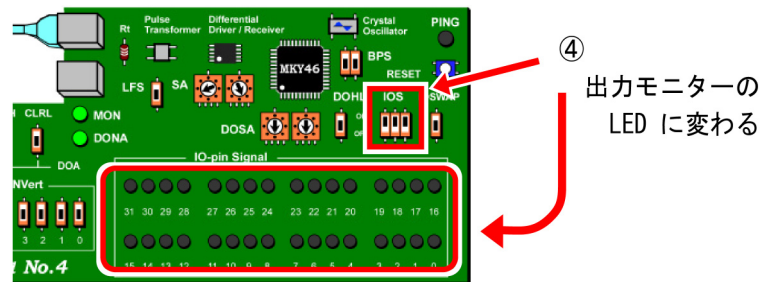 Rt
Pulse
Transformer
Differential
Driver / Receiver
Crystal
Oscillator
PING
MKY46
BPS
RESET
LFS
SA
DOHL
IOS
SWAP
H CLRL
MON
DONA
DOSA
DOA
IO-pin Signal
NVert
31 30 29 28 27 26 25 24 23 22 21 20 19 18 17 16
15 14 13 12 11 10 9 8 7 6 5 4 3 2 1 0
3 2 1 0
No.4
④
出力モニターの
LED に変わる